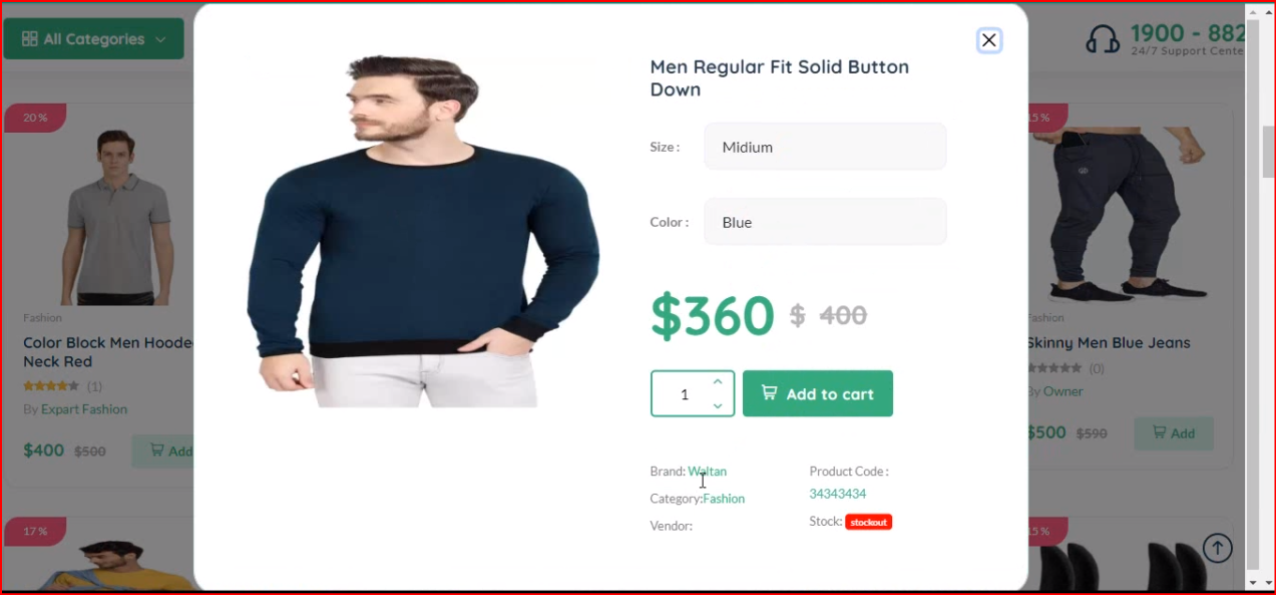 All Categories
1900 - 882
24/7 Support Cente
20 %
Fashion
Color Block Men Hoode
Neck Red
(1)
By Expart Fashion
$400 $500
Add
17 %
Men Regular Fit Solid Button
Down
Size :
Midium
Color :
Blue
$360 $ 400
1
Add to cart
Brand: Waltan
Category:Fashion
Vendor:
Product Code :
34343434
Stock: stockout
15 %
Fashion
Skinny Men Blue Jeans
(0)
By Owner
$500 $590
Add
15 %